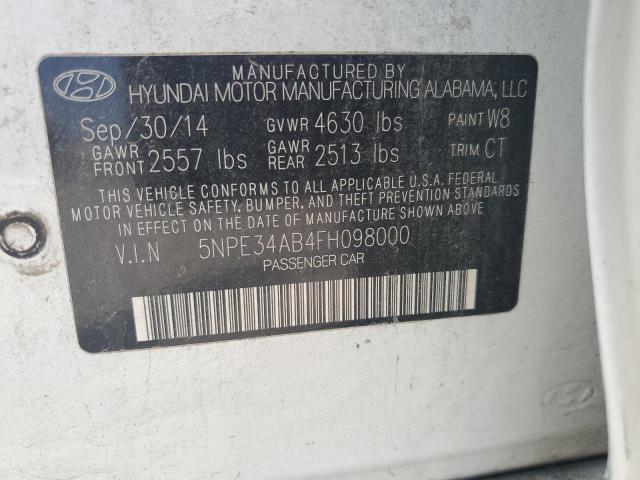 MANUFACTURED BY
HYUNDAI MOTOR MANUFACTURING ALABAMA, LLC
Sep/30/14 GVWR 4630 lbs PAINT W8
GAWR FRONT 2557 lbs GAWR REAR 2513 lbs TRIM CT
THIS VEHICLE CONFORMS TO ALL APPLICABLE U.S.A. FEDERAL
MOTOR VEHICLE SAFETY, BUMPER, AND THEFT PREVENTION STANDARDS
IN EFFECT ON THE DATE OF MANUFACTURE SHOWN ABOVE.
V.I.N 5NPE34AB4FH098000
PASSENGER CAR